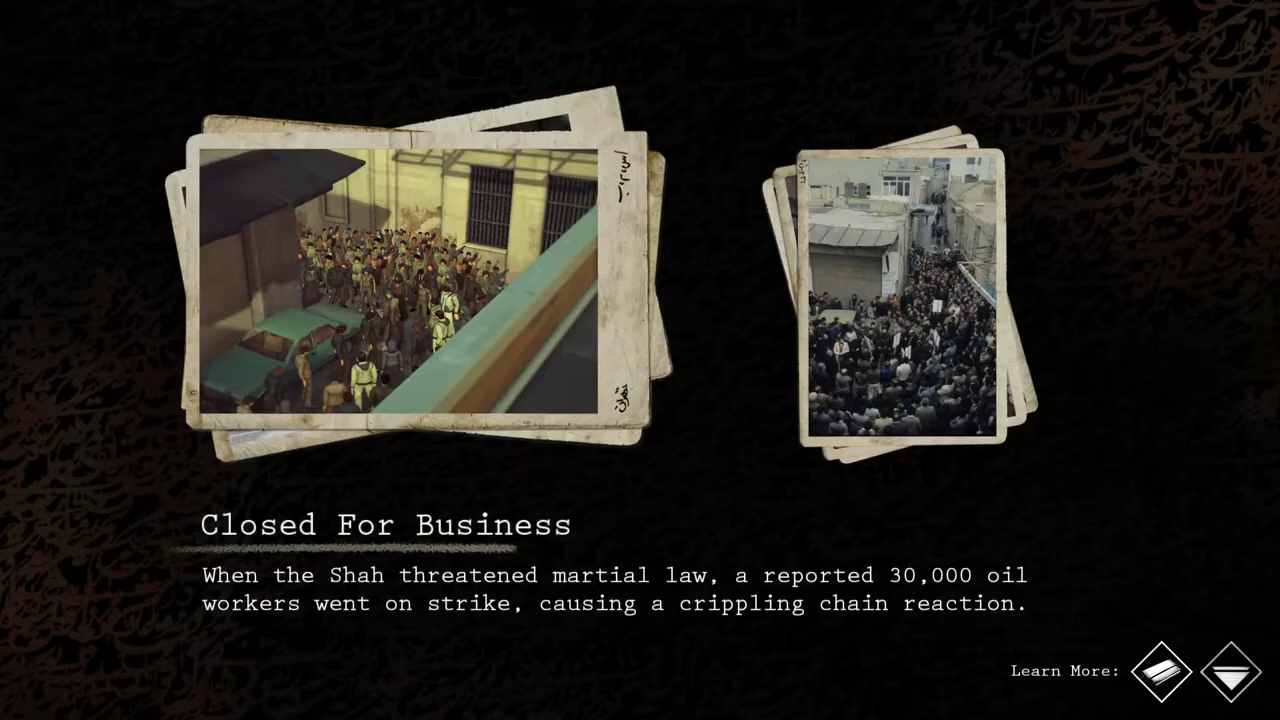 تهران
Closed For Business
When the Shah threatened martial law, a reported 30,000 oil
workers went on strike, causing a crippling chain reaction.
Learn More: